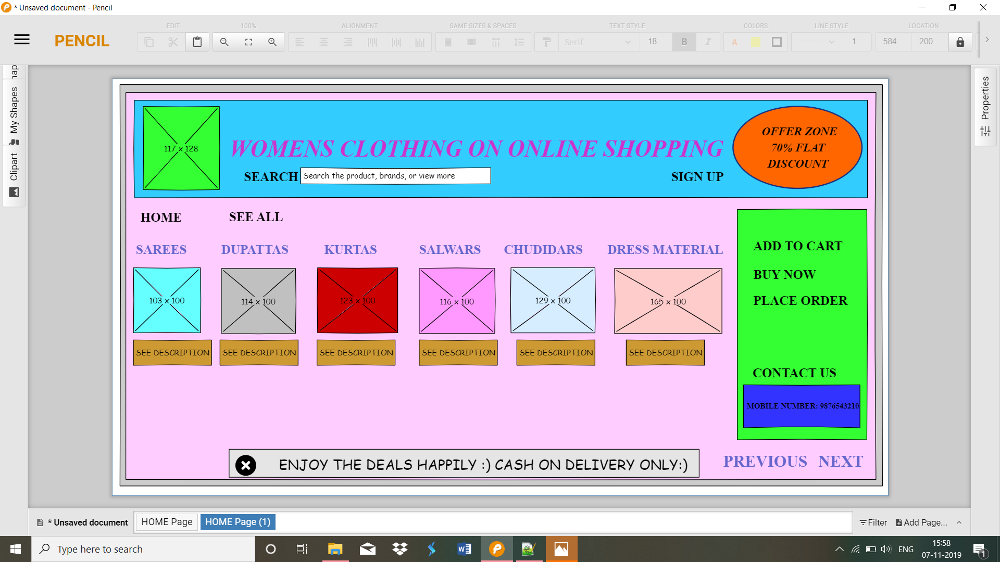 * Unsaved document - Pencil
EDIT 100% ALIGNMENT SAME SIZES & SPACES TEXT STYLE COLORS LINE STYLE LOCATION
PENCIL
Serif 18 B I A 1 584 200
My Shapes
Clipart
Properties
117 x 128
WOMENS CLOTHING ON ONLINE SHOPPING
OFFER ZONE
70% FLAT
DISCOUNT
SEARCH Search the product, brands, or view more SIGN UP
HOME SEE ALL
SAREES DUPATTAS KURTAS SALWARS CHUDIDARS DRESS MATERIAL
103 x 100 114 x 100 123 x 100 116 x 100 129 x 100 165 x 100
SEE DESCRIPTION SEE DESCRIPTION SEE DESCRIPTION SEE DESCRIPTION SEE DESCRIPTION SEE DESCRIPTION
ADD TO CART
BUY NOW
PLACE ORDER
CONTACT US
MOBILE NUMBER: 9876543210
ENJOY THE DEALS HAPPILY :) CASH ON DELIVERY ONLY:)
PREVIOUS NEXT
* Unsaved document HOME Page HOME Page (1) Filter Add Page...
Type here to search
ENG
15:58
07-11-2019
1